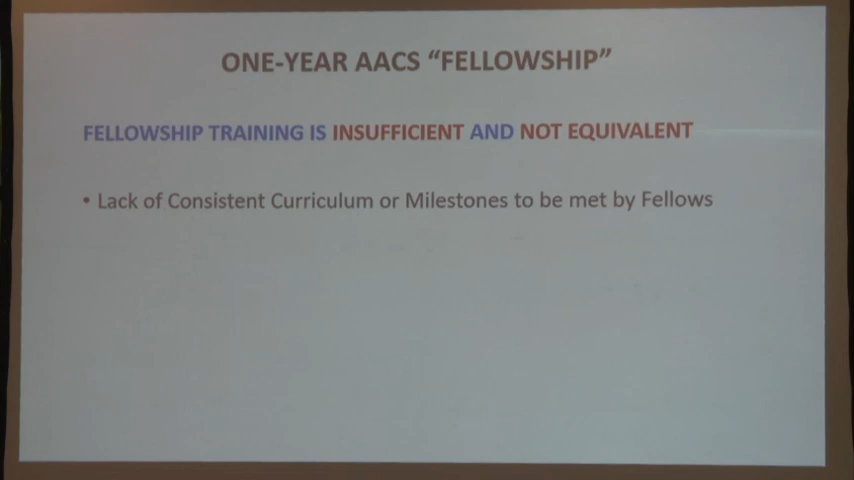 ONE-YEAR AACS “FELLOWSHIP”
FELLOWSHIP TRAINING IS INSUFFICIENT AND NOT EQUIVALENT
• Lack of Consistent Curriculum or Milestones to be met by Fellows